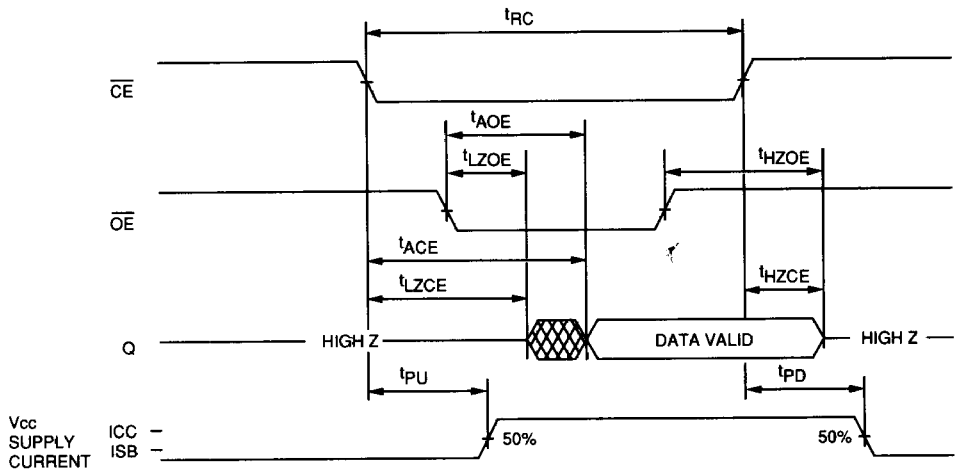 tRC
CE
tAOE
tLZOE
tHZOE
OE
tACE
tLZCE
tHZCE
Q
HIGH Z
DATA VALID
HIGH Z
tPU
tPD
Vcc
SUPPLY
CURRENT
ICC
ISB
50%
50%